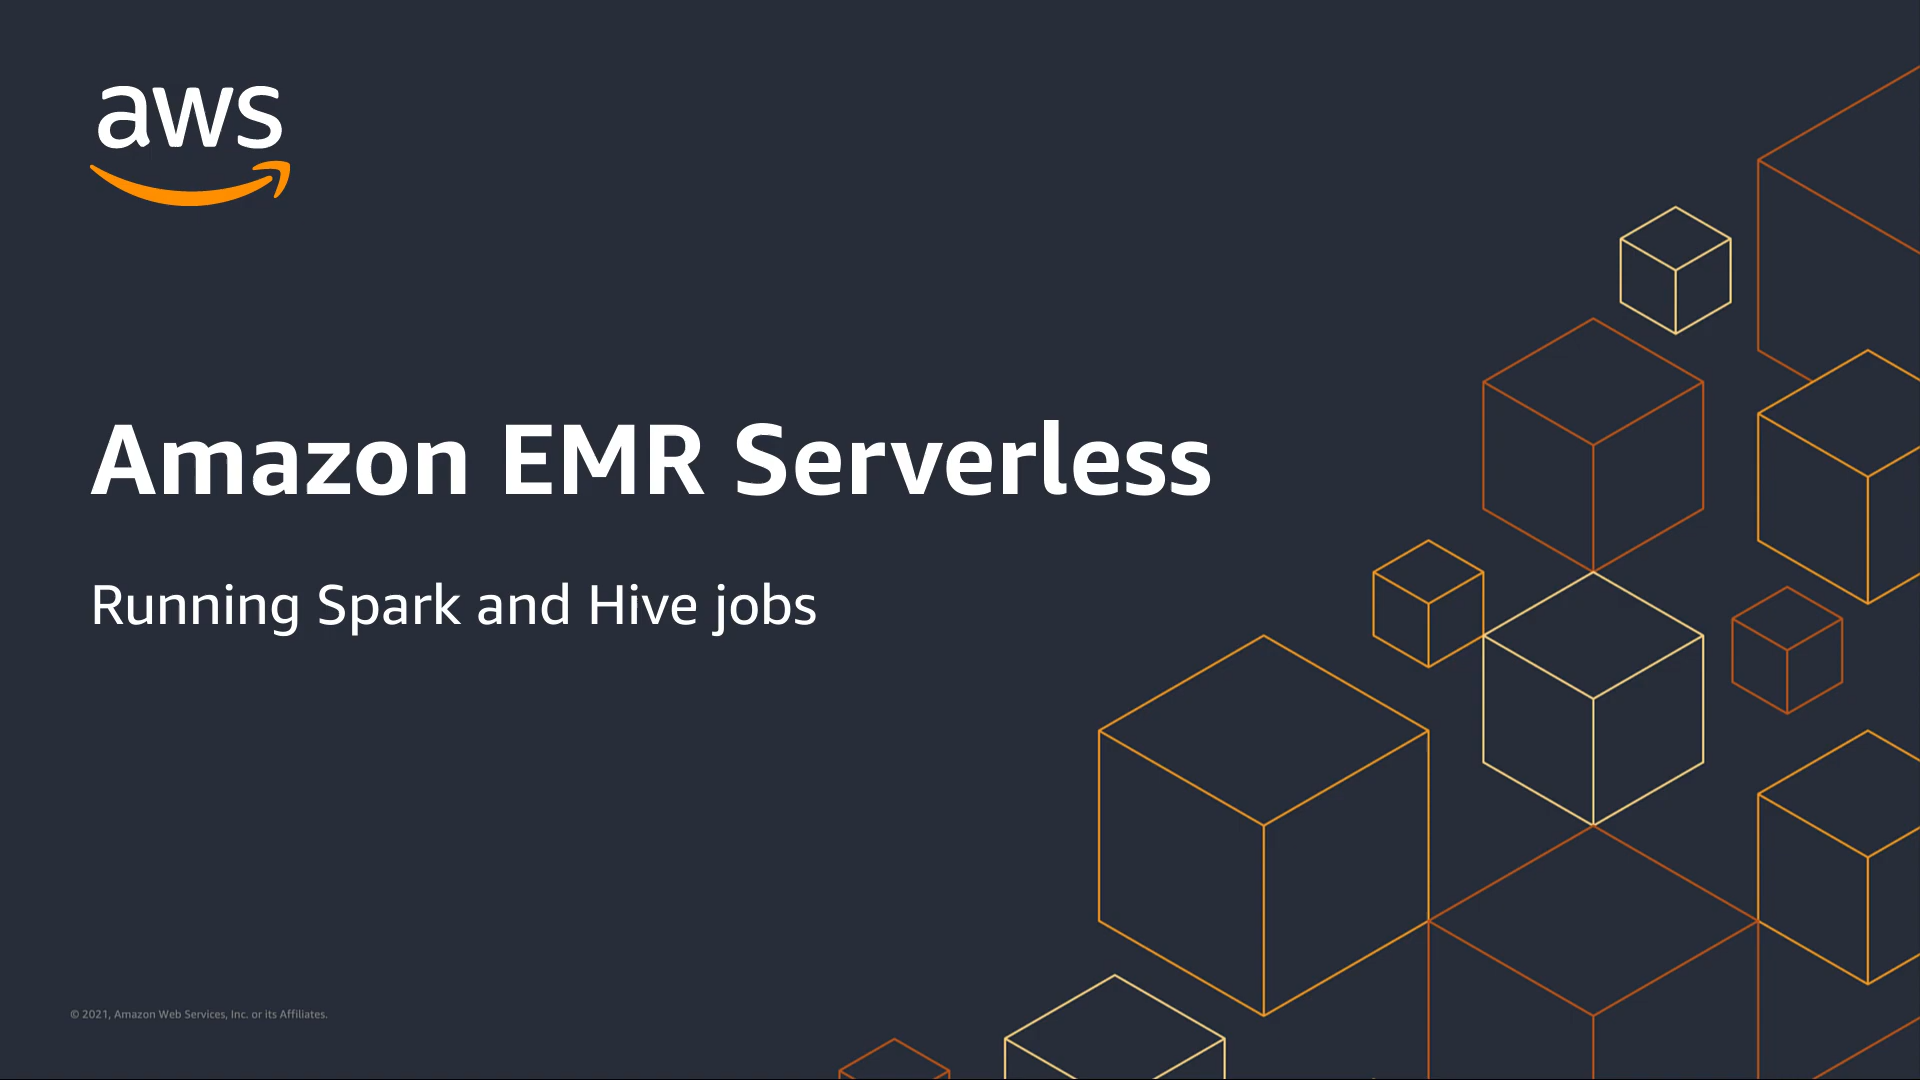 aws
Amazon EMR Serverless
Running Spark and Hive jobs
© 2021, Amazon Web Services, Inc. or its Affiliates.